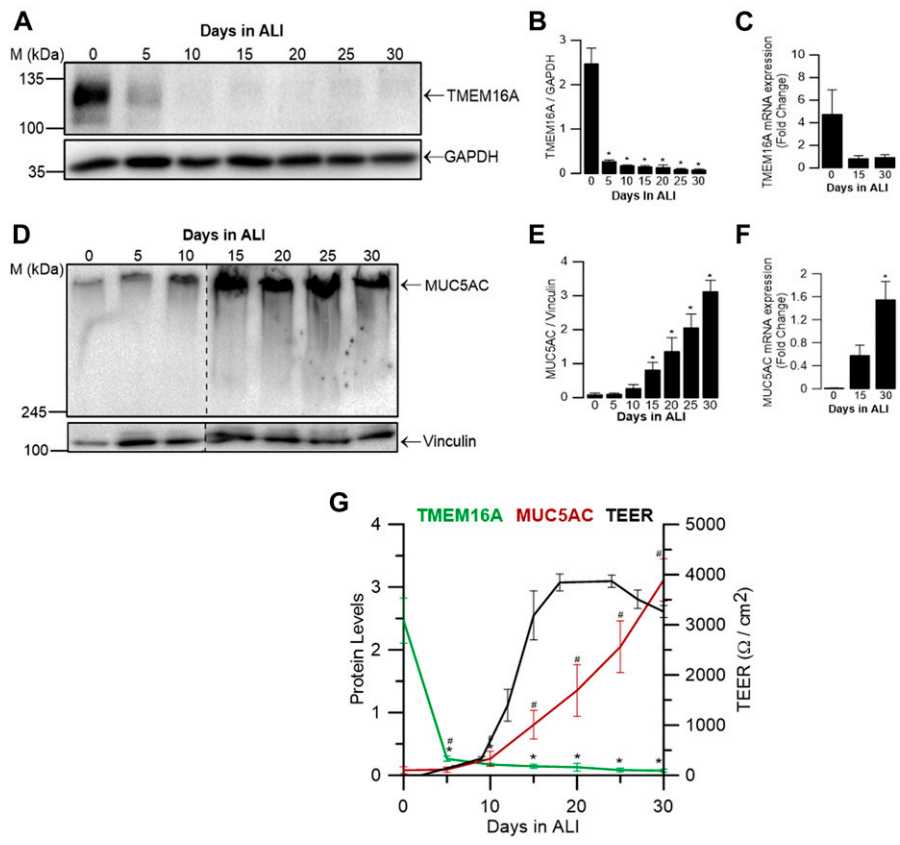 A
Days in ALI
M (kDa)
0 5 10 15 20 25 30
135
100
TMEM16A
35
GAPDH
B
TMEM16A / GAPDH
3
2
1
0
* * * * * *
0 5 10 15 20 25 30
Days In ALI
C
TMEM16A mRNA expression
(Fold Change)
10
8
6
4
2
0
0 15 30
Days in ALI
D
Days in ALI
M (kDa)
0 5 10 15 20 25 30
MUC5AC
245
100
Vinculin
E
MUC5AC / Vinculin
4
3
2
1
0
* * * *
0 5 10 15 20 25 30
Days in ALI
F
MUC5AC mRNA expression
(Fold Change)
2
1.6
1.2
0.8
0.4
0
*
0 15 30
Days in ALI
G
TMEM16A MUC5AC TEER
Protein Levels
4
3
2
1
0
TEER (Ω / cm2)
5000
4000
3000
2000
1000
0
# # # # #
* * * * * *
0 10 20 30
Days in ALI